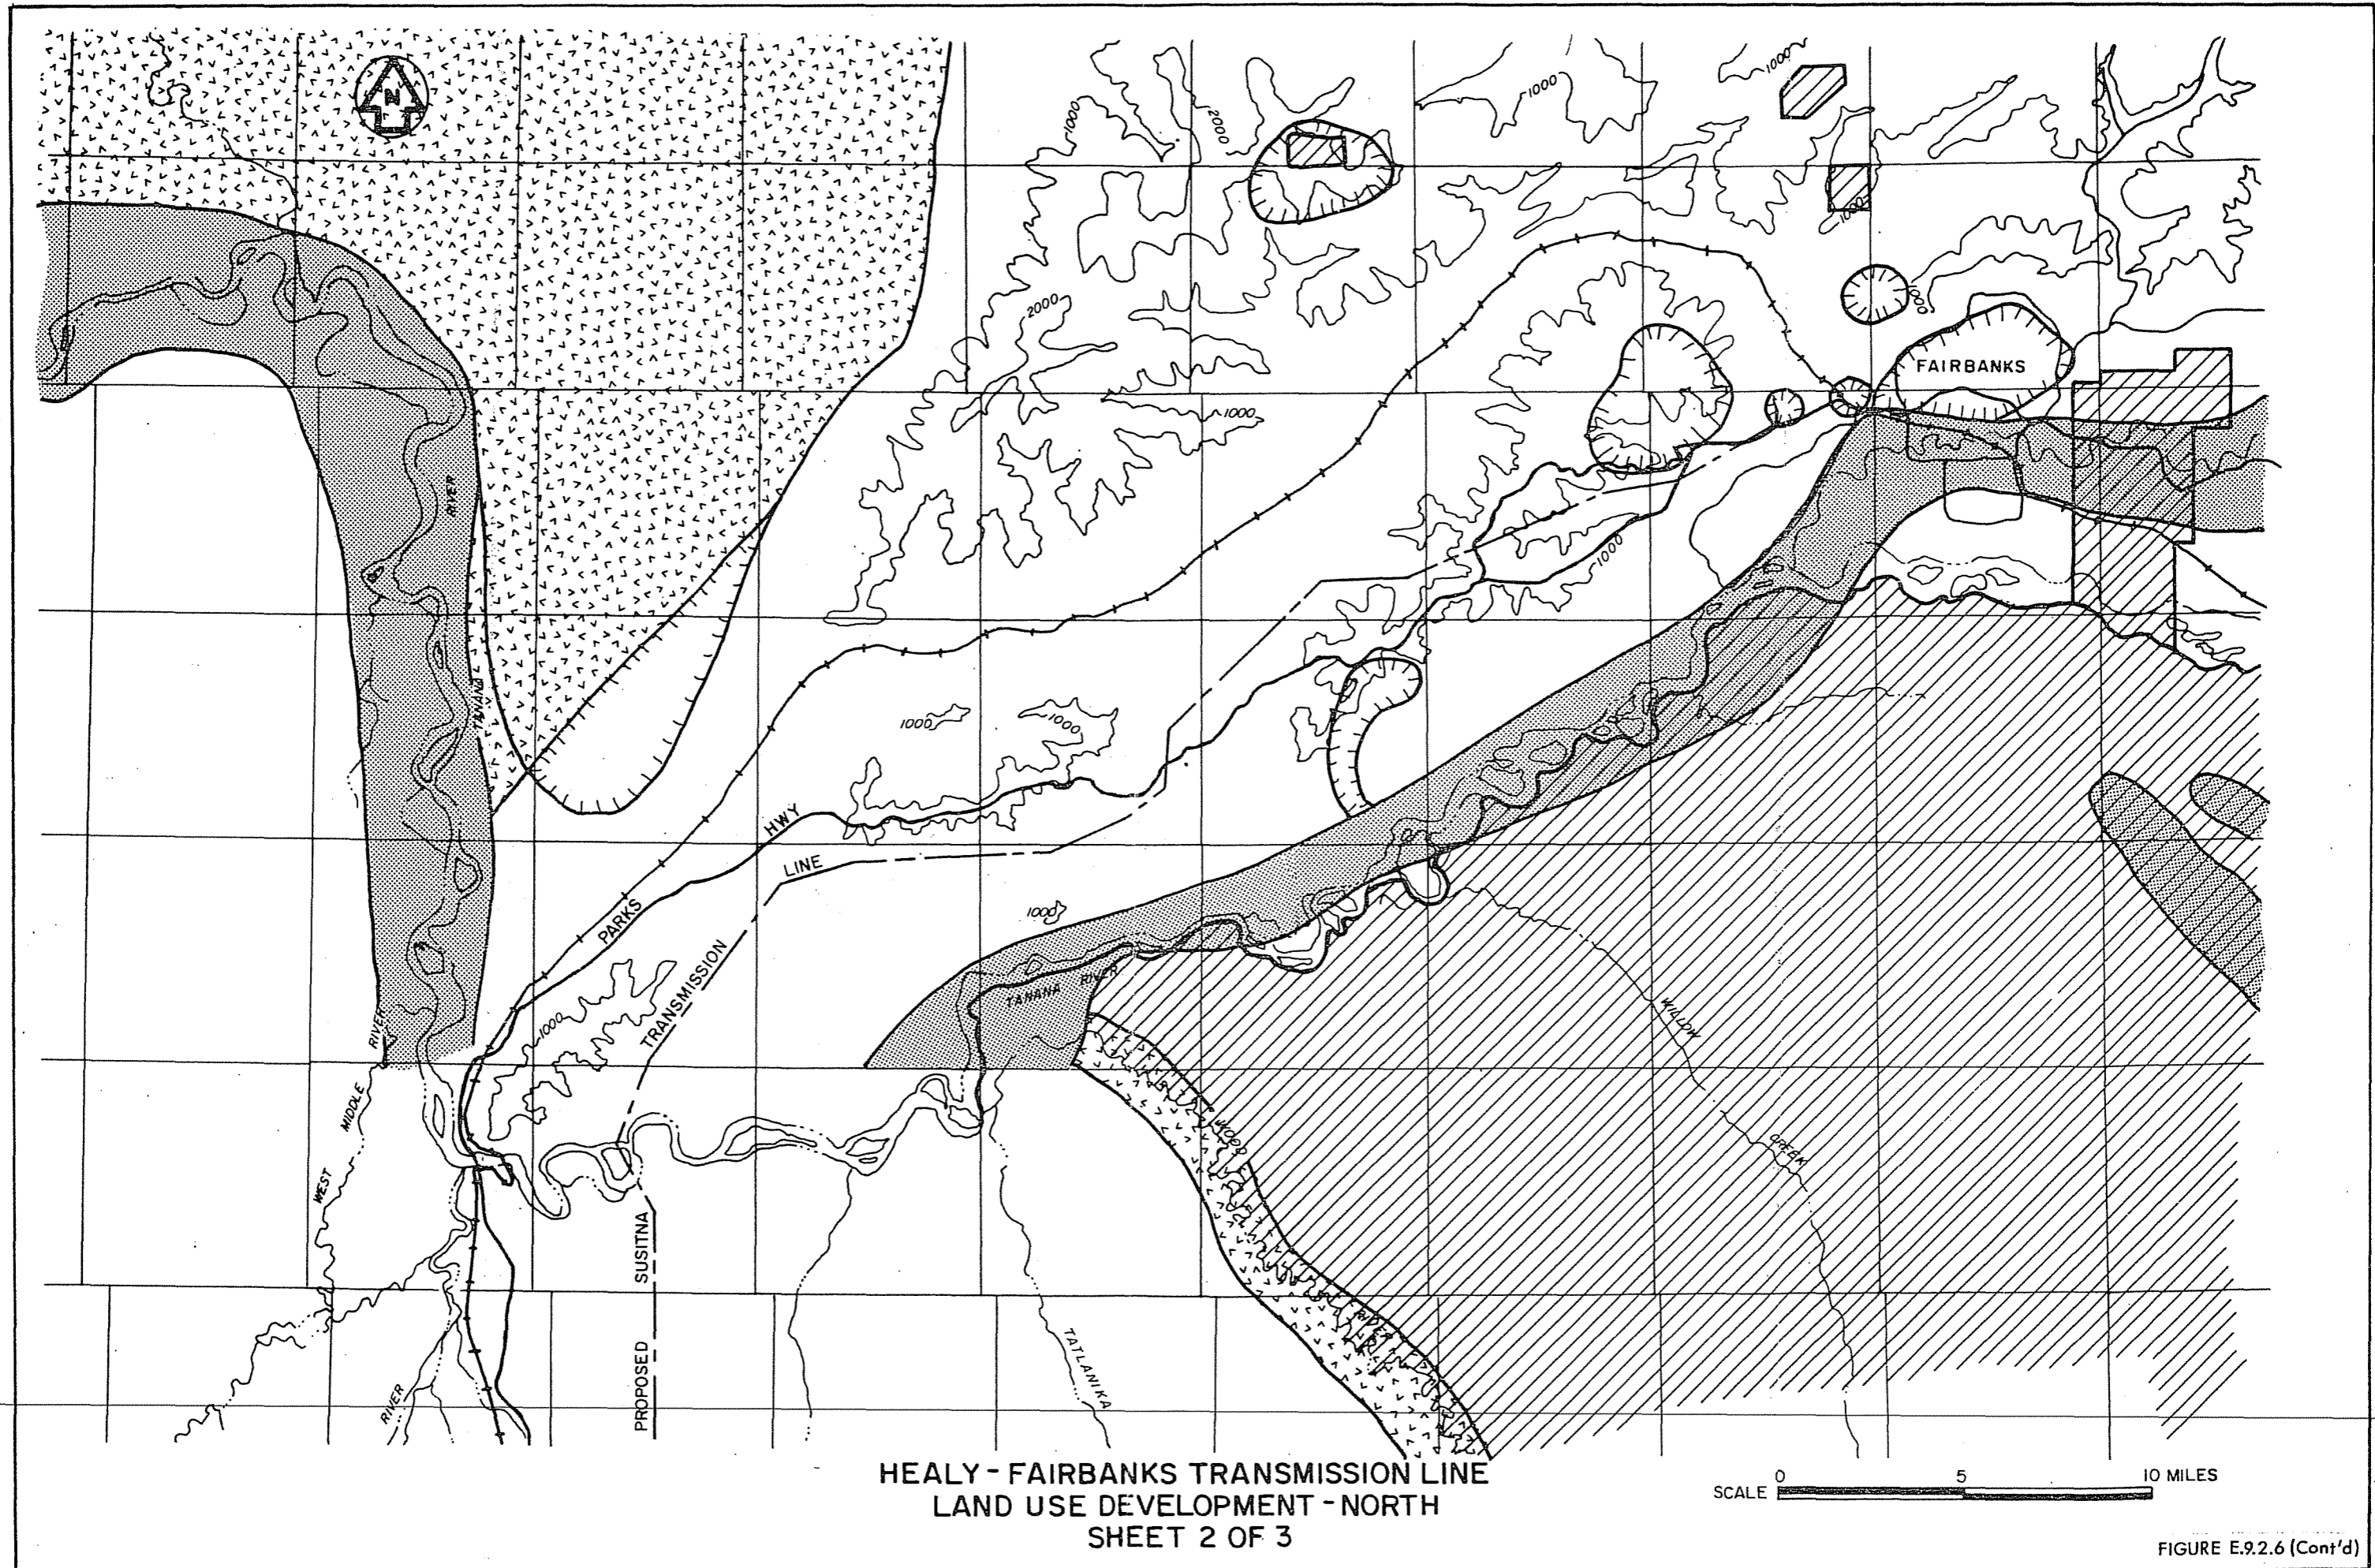 N
1000
1000
2000
1000
1000
2000
1000
FAIRBANKS
1000
RIVER
1000
TANANA
1000
1000
HWY
LINE
PARKS
1000
TRANSMISSION
TANANA RIVER
WILLOW
1000
RIVER
MIDDLE
WEST
CREEK
WOOD
SUSITNA
RIVER
PROPOSED
TATLANIKA
RIVER
HEALY - FAIRBANKS TRANSMISSION LINE
LAND USE DEVELOPMENT - NORTH
SHEET 2 OF 3
SCALE 0 5 10 MILES
FIGURE E.9.2.6 (Cont'd)